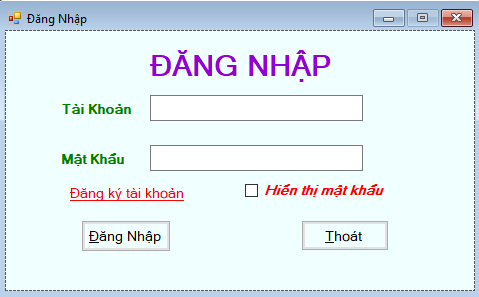 Đăng Nhập
ĐĂNG NHẬP
Tài Khoản
Mật Khẩu
Đăng ký tài khoản
Hiển thị mật khẩu
Đăng Nhập
Thoát